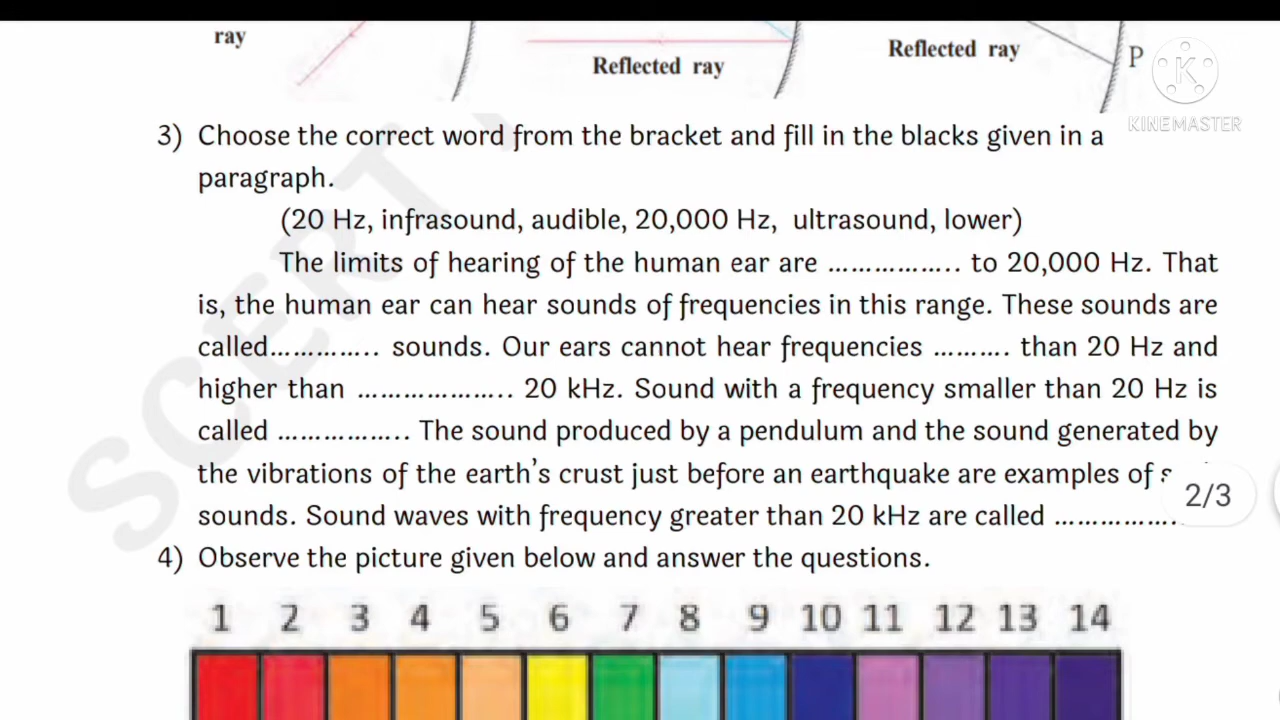 ray
Reflected ray
Reflected ray
P
K
KINEMASTER
3) Choose the correct word from the bracket and fill in the blacks given in a
paragraph.
(20 Hz, infrasound, audible, 20,000 Hz, ultrasound, lower)
The limits of hearing of the human ear are …………….. to 20,000 Hz. That
is, the human ear can hear sounds of frequencies in this range. These sounds are
called………….. sounds. Our ears cannot hear frequencies ………. than 20 Hz and
higher than ……………….. 20 kHz. Sound with a frequency smaller than 20 Hz is
called …………….. The sound produced by a pendulum and the sound generated by
the vibrations of the earth's crust just before an earthquake are examples of
sounds. Sound waves with frequency greater than 20 kHz are called …………….
2/3
4) Observe the picture given below and answer the questions.
1 2 3 4 5 6 7 8 9 10 11 12 13 14
SCERT